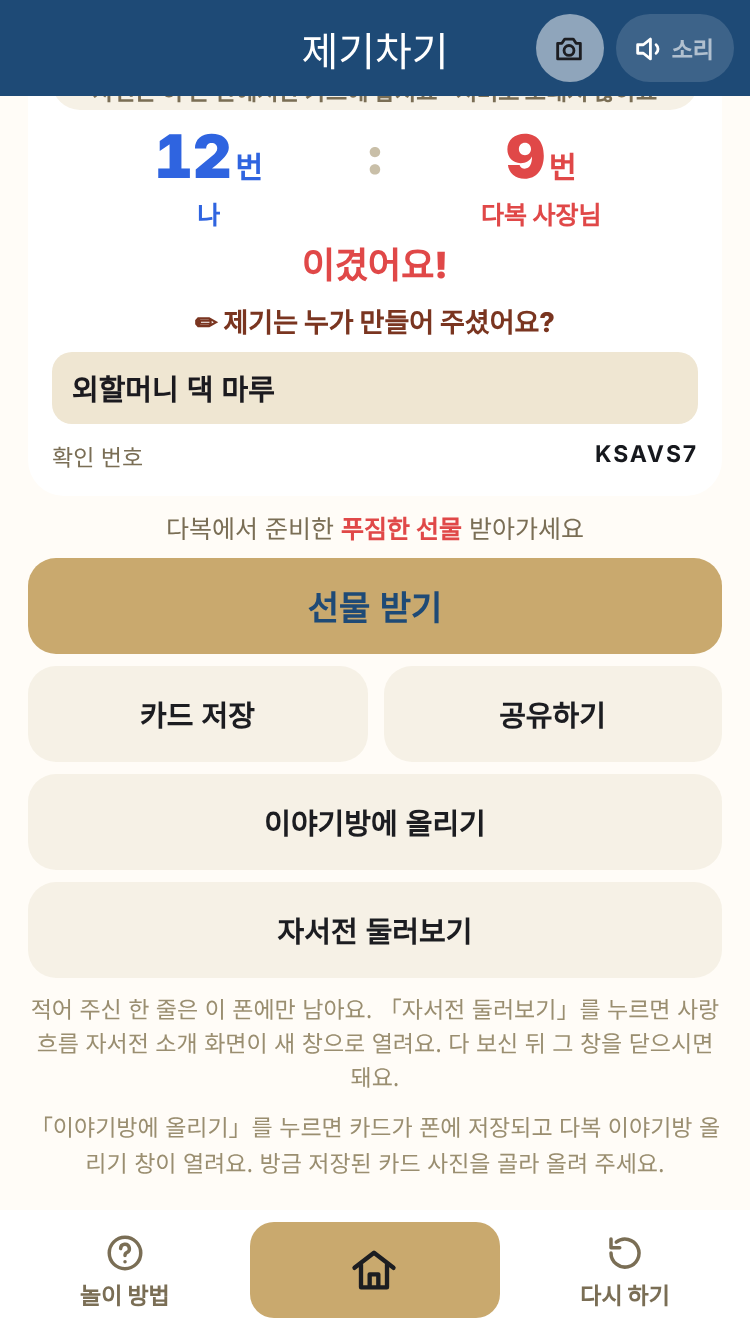 제기차기
소리
12번 : 9번
나
다복 사장님
이겼어요!
✏ 제기는 누가 만들어 주셨어요?
외할머니 댁 마루
확인 번호
KSAVS7
다복에서 준비한 푸짐한 선물 받아가세요
선물 받기
카드 저장
공유하기
이야기방에 올리기
자서전 둘러보기
적어 주신 한 줄은 이 폰에만 남아요. 「자서전 둘러보기」를 누르면 사랑
흐름 자서전 소개 화면이 새 창으로 열려요. 다 보신 뒤 그 창을 닫으시면
돼요.
「이야기방에 올리기」를 누르면 카드가 폰에 저장되고 다복 이야기방 올
리기 창이 열려요. 방금 저장된 카드 사진을 골라 올려 주세요.
놀이 방법
다시 하기